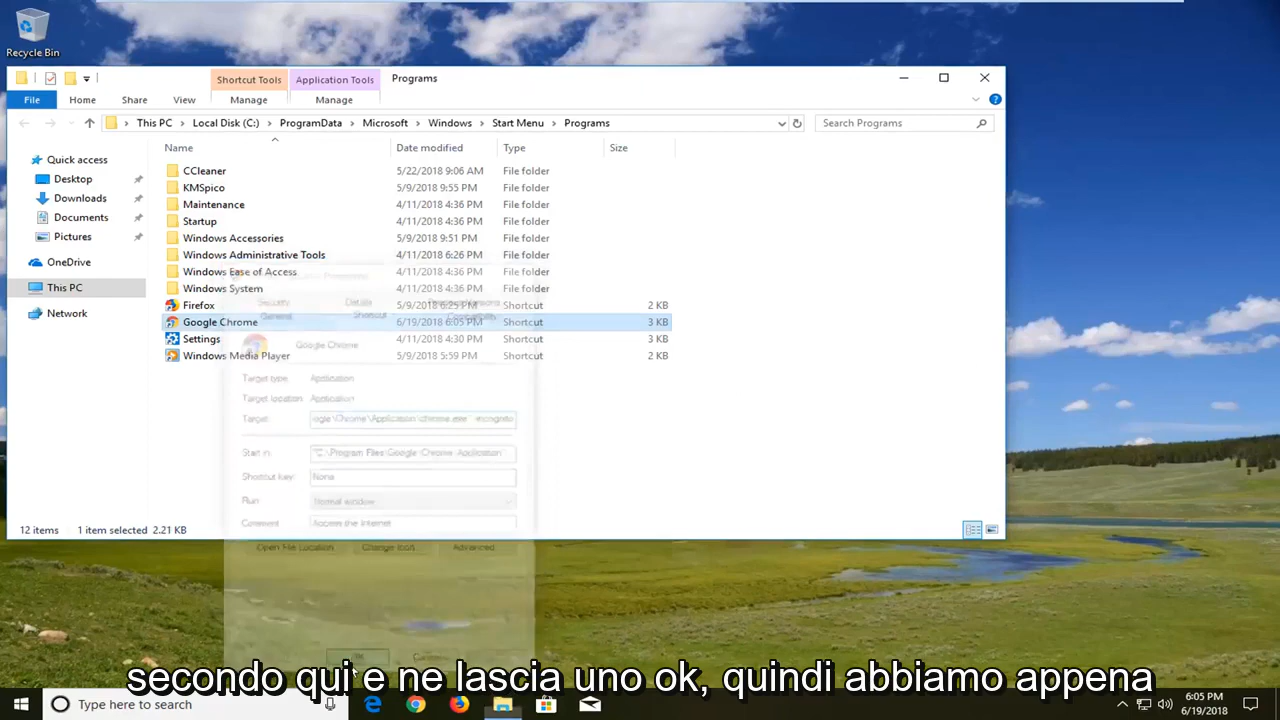 Recycle Bin
Shortcut Tools
Application Tools
Programs
File
Home
Share
View
Manage
Manage
This PC
Local Disk (C:)
ProgramData
Microsoft
Windows
Start Menu
Programs
Search Programs
Name
Date modified
Type
Size
Quick access
Desktop
Downloads
Documents
Pictures
OneDrive
This PC
Network
CCleaner 5/22/2018 9:06 AM File folder
KMSpico 5/9/2018 9:55 PM File folder
Maintenance 4/11/2018 4:36 PM File folder
Startup 4/11/2018 4:36 PM File folder
Windows Accessories 5/9/2018 9:51 PM File folder
Windows Administrative Tools 4/11/2018 6:26 PM File folder
Windows Ease of Access 4/11/2018 4:36 PM File folder
Windows System 4/11/2018 4:36 PM File folder
Firefox 5/9/2018 6:25 PM Shortcut 2 KB
Google Chrome 6/19/2018 6:05 PM Shortcut 3 KB
Settings 4/11/2018 4:30 PM Shortcut 3 KB
Windows Media Player 5/9/2018 5:59 PM Shortcut 2 KB
Security
Details
Previous Versions
General
Shortcut
Compatibility
Google Chrome
Target type: Application
Target location: Application
Target: ogle\Chrome\Application\chrome.exe" -incognito
Start in: "C:\Program Files\Google\Chrome\Application"
Shortcut key: None
Run: Normal window
Comment: Access the Internet
Open File Location
Change Icon...
Advanced...
OK
12 items
1 item selected 2.21 KB
secondo qui e ne lascia uno ok, quindi abbiamo appena
Type here to search
6:05 PM
6/19/2018